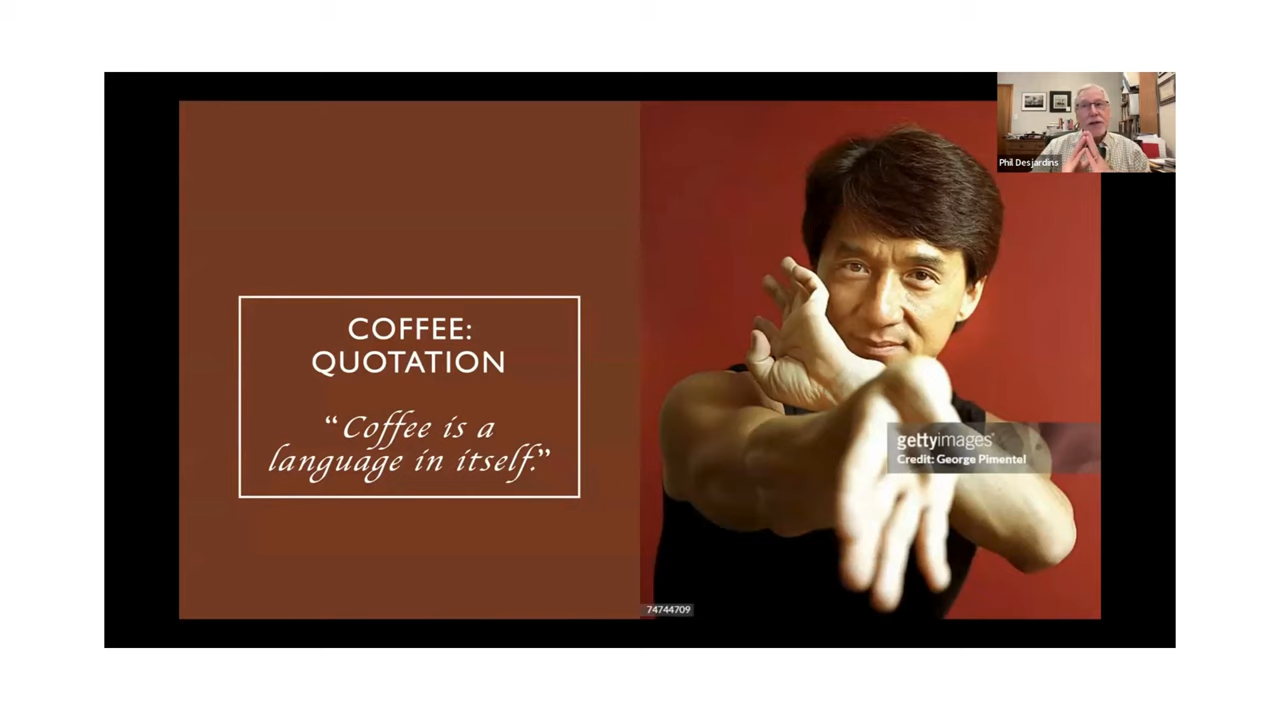 COFFEE:
QUOTATION
“Coffee is a
language in itself.”
Phil Desjardins
gettyimages®
Credit: George Pimentel
74744709